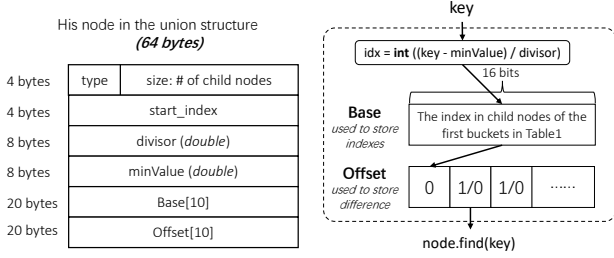 His node in the union structure
(64 bytes)
4 bytes
type
size: # of child nodes
4 bytes
start_index
8 bytes
divisor (double)
8 bytes
minValue (double)
20 bytes
Base[10]
20 bytes
Offset[10]
key
idx = int ((key - minValue) / divisor)
16 bits
Base
used to store
indexes
The index in child nodes of the
first buckets in Table1
Offset
used to store
difference
0
1/0
1/0
……
node.find(key)